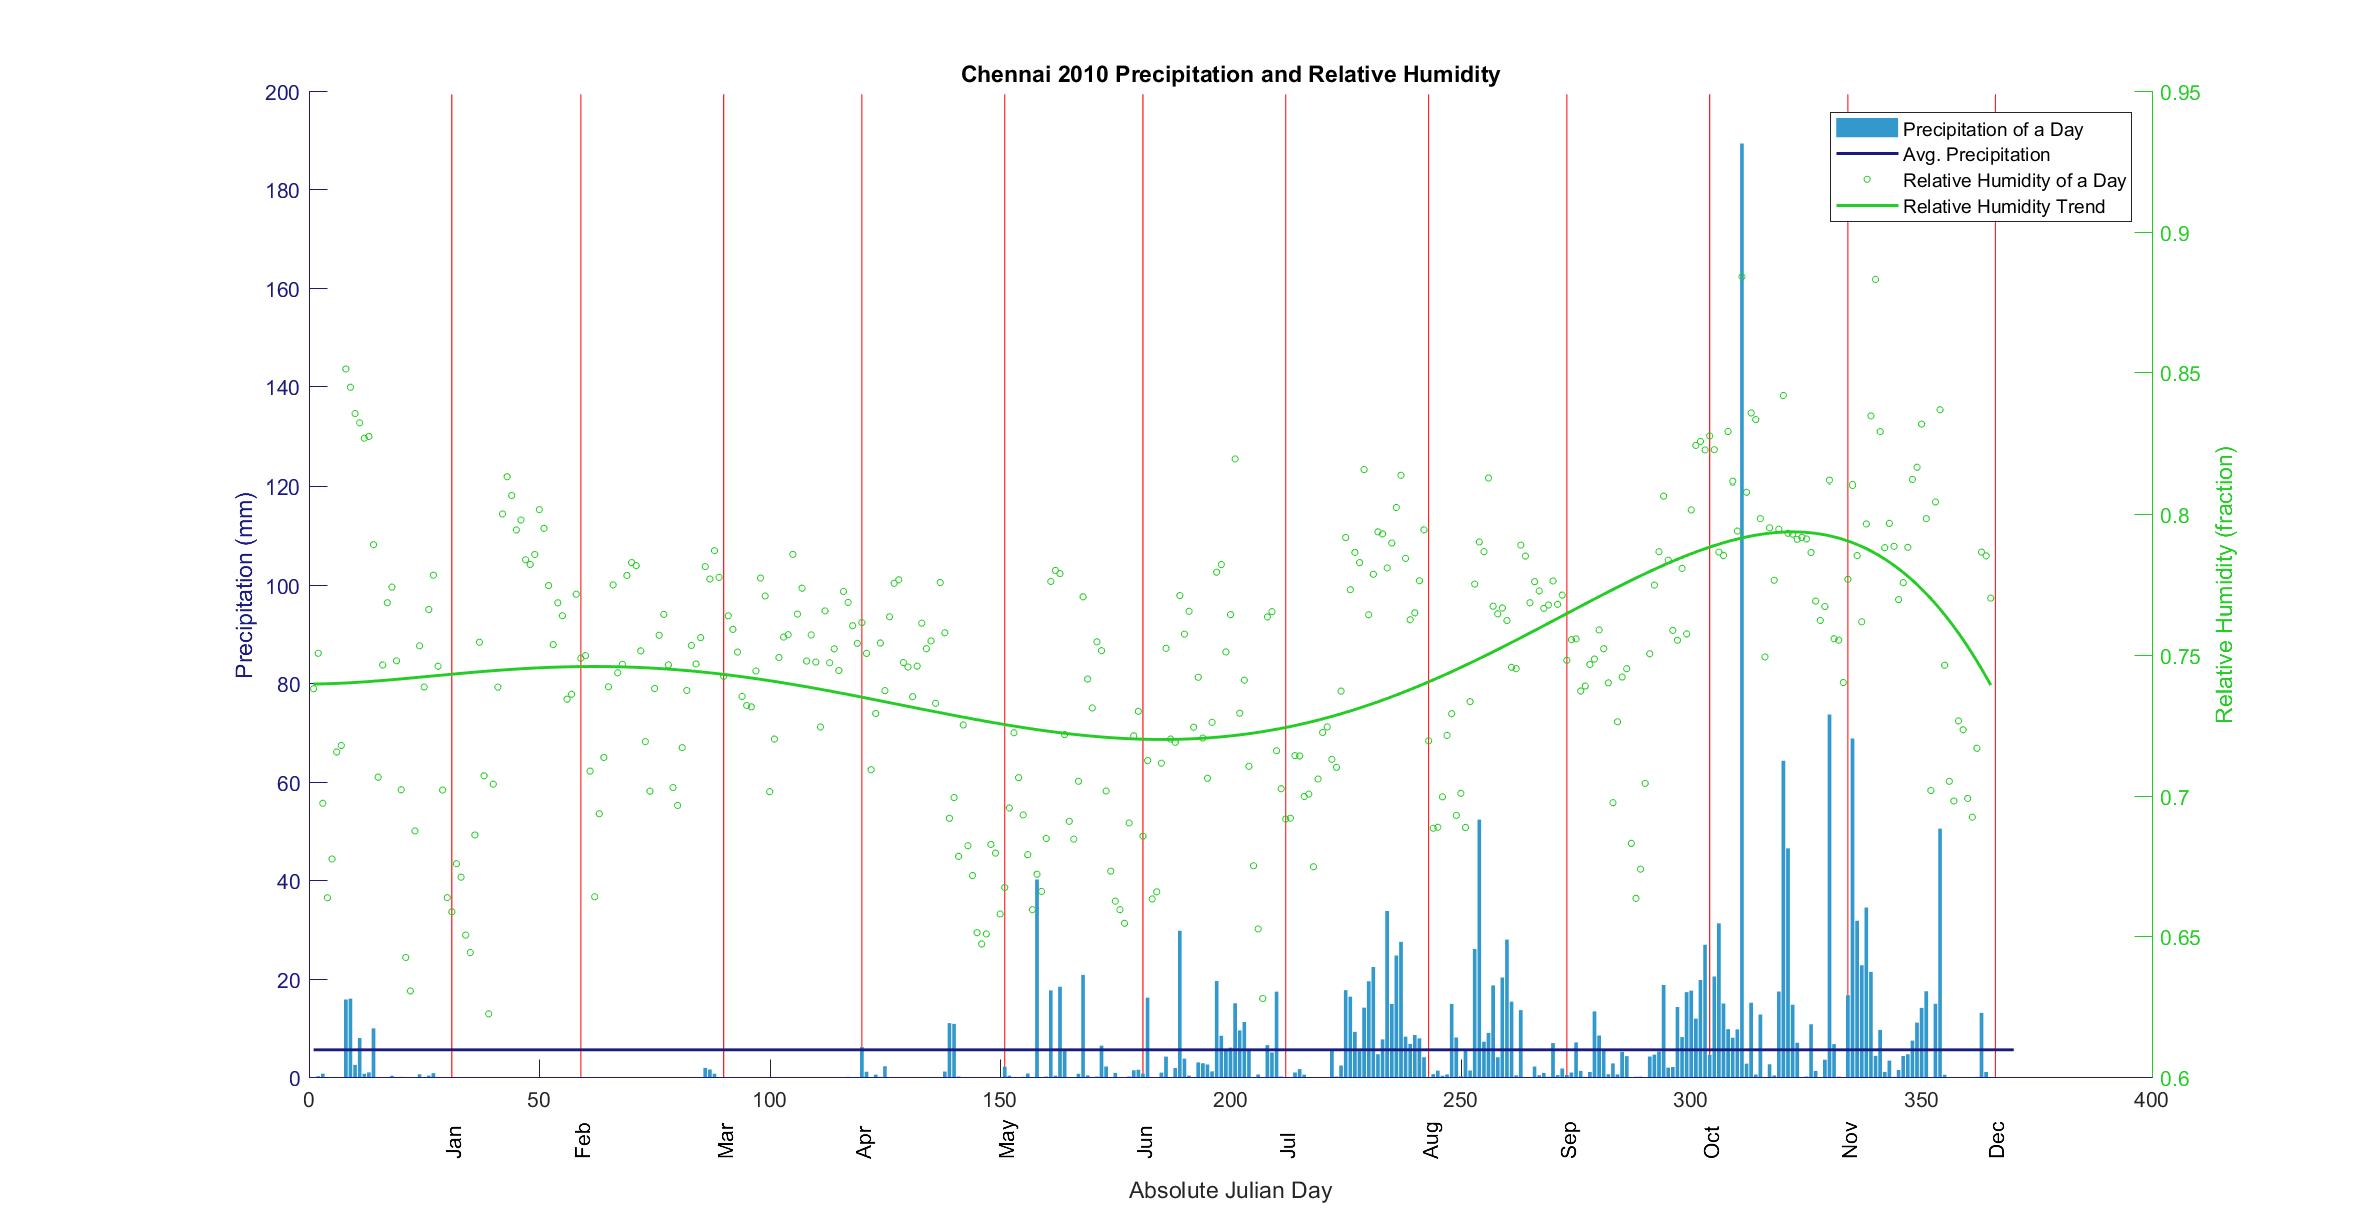 Chennai 2010 Precipitation and Relative Humidity
Precipitation of a Day
Avg. Precipitation
Relative Humidity of a Day
Relative Humidity Trend
Precipitation (mm)
200
180
160
140
120
100
80
60
40
20
0
Relative Humidity (fraction)
0.95
0.9
0.85
0.8
0.75
0.7
0.65
0.6
0 50 100 150 200 250 300 350 400
Jan Feb Mar Apr May Jun Jul Aug Sep Oct Nov Dec
Absolute Julian Day